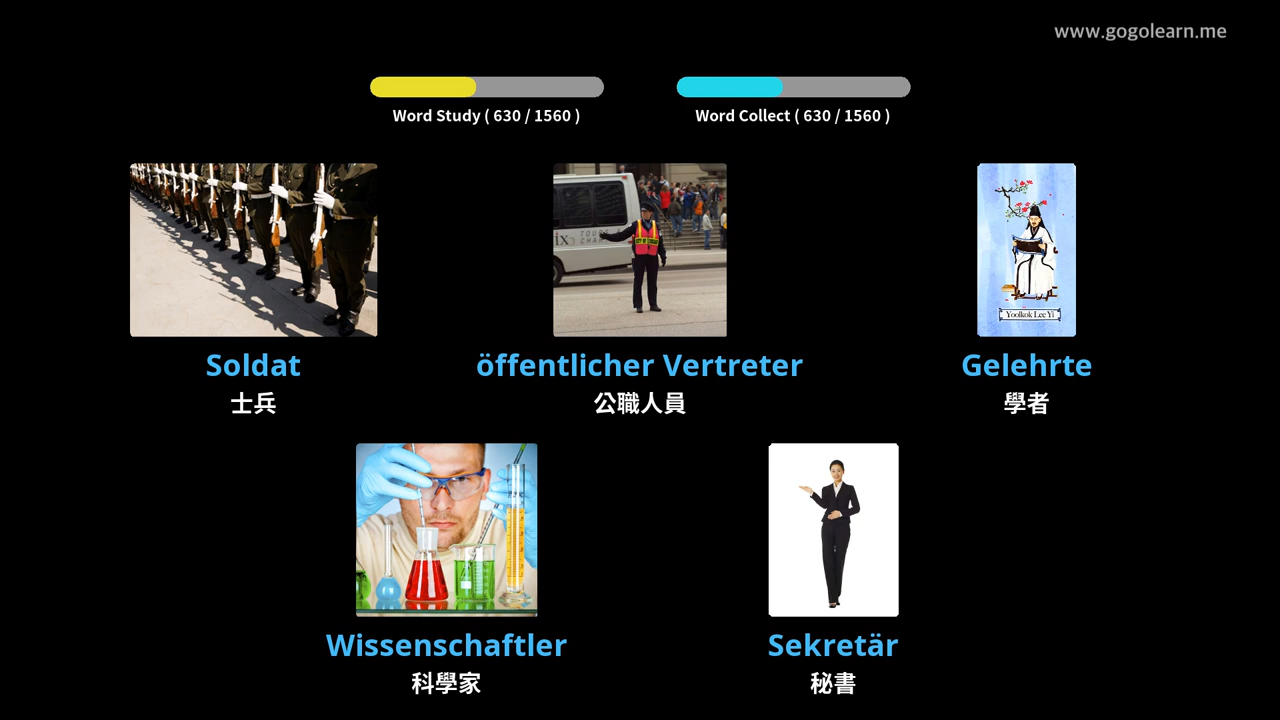 www.gogolearn.me
Word Study ( 630 / 1560 )
Word Collect ( 630 / 1560 )
Yoolkok Lee Yi
Soldat
士兵
öffentlicher Vertreter
公職人員
Gelehrte
學者
Wissenschaftler
科學家
Sekretär
秘書